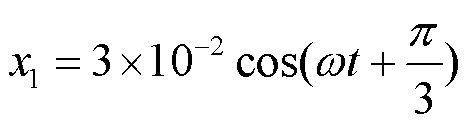 x₁ = 3×10⁻² cos(ωt + π/3)